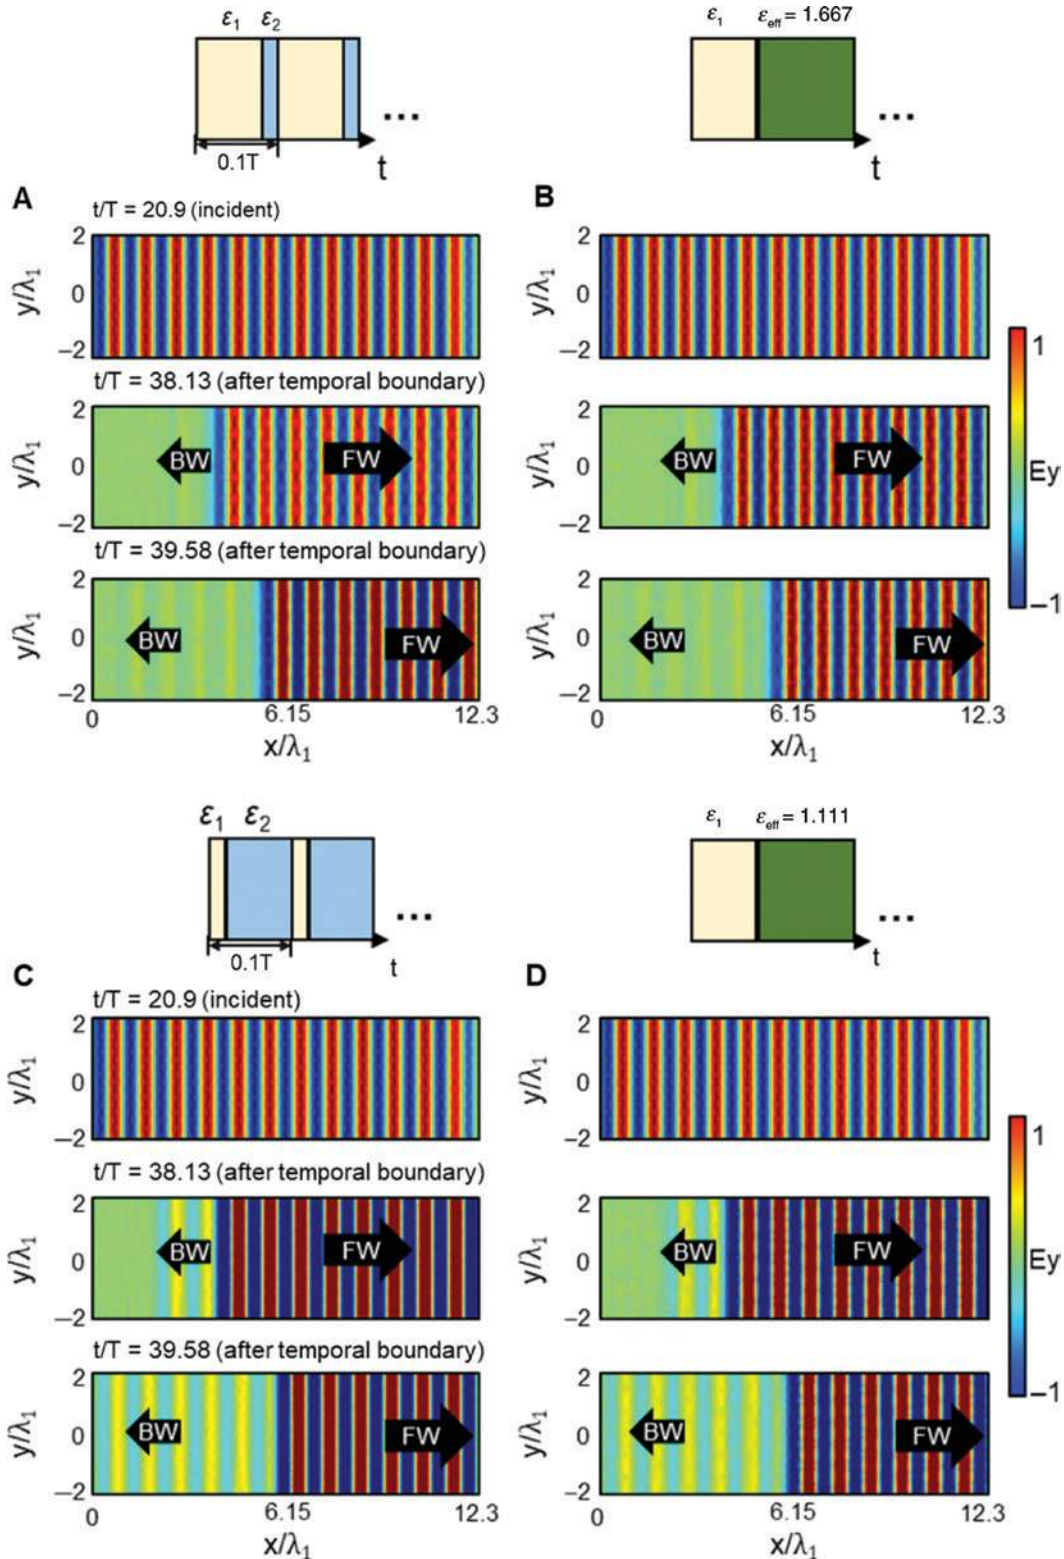 ε₁ ε₂
ε₁ ε_eff = 1.667
...
...
0.1T
t
t
A
B
t/T = 20.9 (incident)
2
0
−2
y/λ₁
2
0
−2
y/λ₁
t/T = 38.13 (after temporal boundary)
2
0
−2
y/λ₁
BW
FW
2
0
−2
y/λ₁
BW
FW
1
Ey
−1
t/T = 39.58 (after temporal boundary)
2
0
−2
y/λ₁
BW
FW
2
0
−2
y/λ₁
BW
FW
0 6.15 12.3
x/λ₁
0 6.15 12.3
x/λ₁
ε₁ ε₂
ε₁ ε_eff = 1.111
...
...
0.1T
t
t
C
D
t/T = 20.9 (incident)
2
0
−2
y/λ₁
2
0
−2
y/λ₁
t/T = 38.13 (after temporal boundary)
2
0
−2
y/λ₁
BW
FW
2
0
−2
y/λ₁
BW
FW
1
Ey
−1
t/T = 39.58 (after temporal boundary)
2
0
−2
y/λ₁
BW
FW
2
0
−2
y/λ₁
BW
FW
0 6.15 12.3
x/λ₁
0 6.15 12.3
x/λ₁